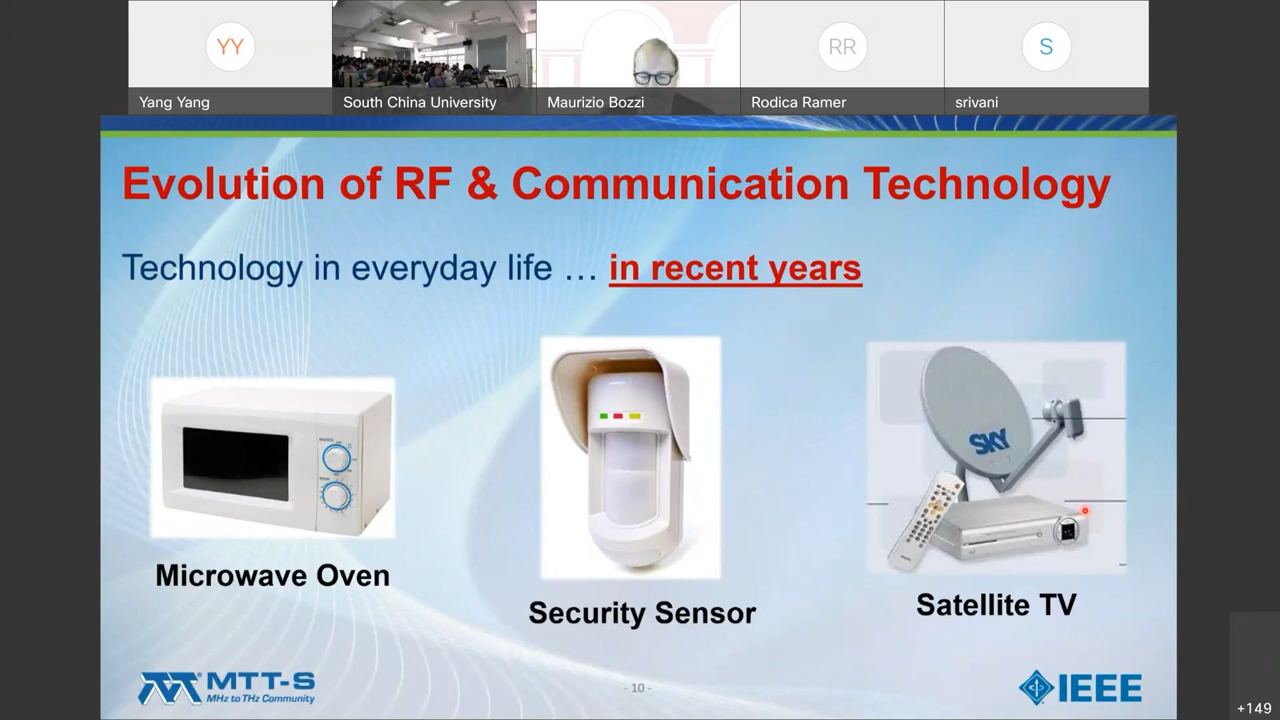 YY
RR
S
Yang Yang
South China University
Maurizio Bozzi
Rodica Ramer
srivani
Evolution of RF & Communication Technology
Technology in everyday life … in recent years
SKY
Microwave Oven
Security Sensor
Satellite TV
MTT-S
MHz to THz Community
- 10 -
IEEE
+149